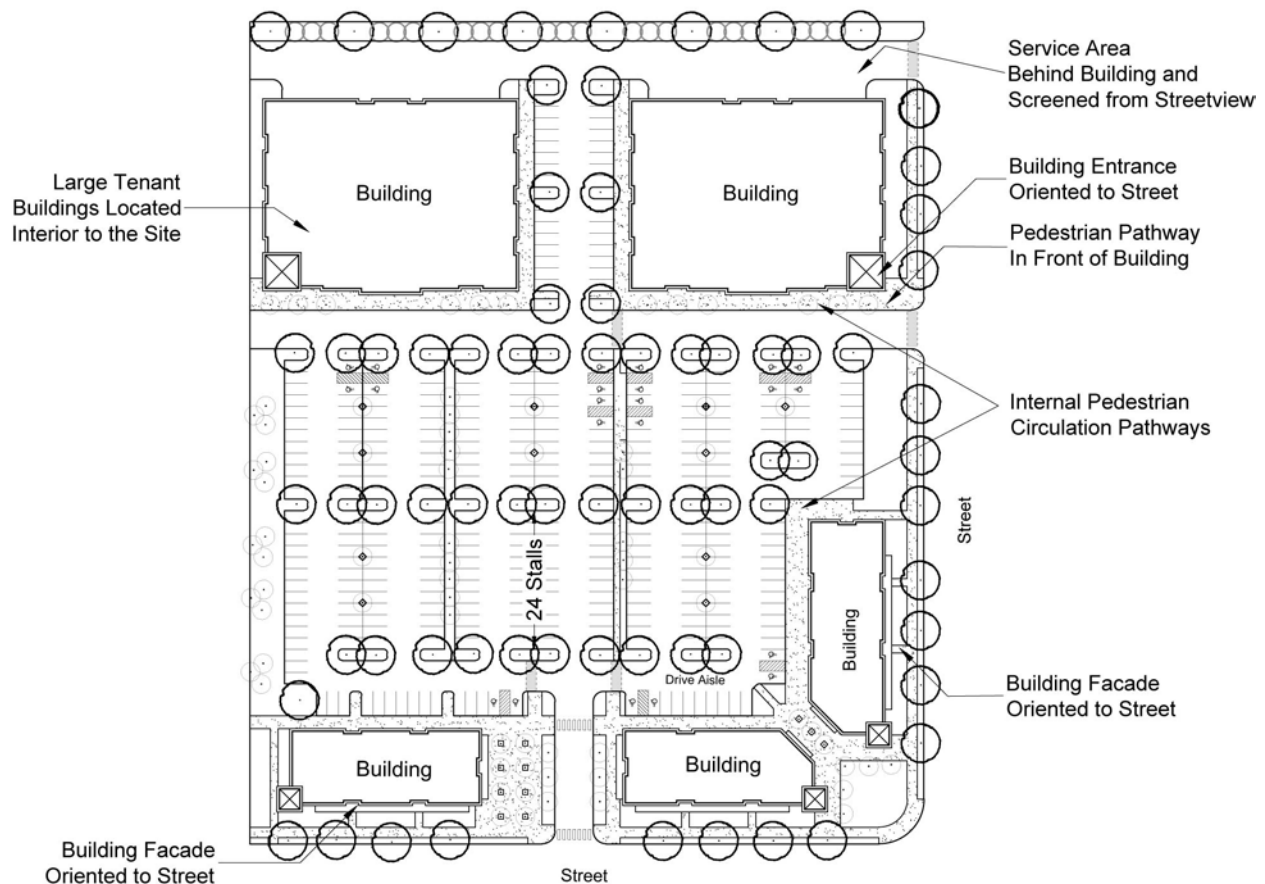 Service Area
Behind Building and
Screened from Streetview
Building Entrance
Oriented to Street
Large Tenant
Buildings Located
Interior to the Site
Building
Building
Pedestrian Pathway
In Front of Building
Internal Pedestrian
Circulation Pathways
Street
24 Stalls
Building
Drive Aisle
Building Facade
Oriented to Street
Building
Building
Building Facade
Oriented to Street
Street